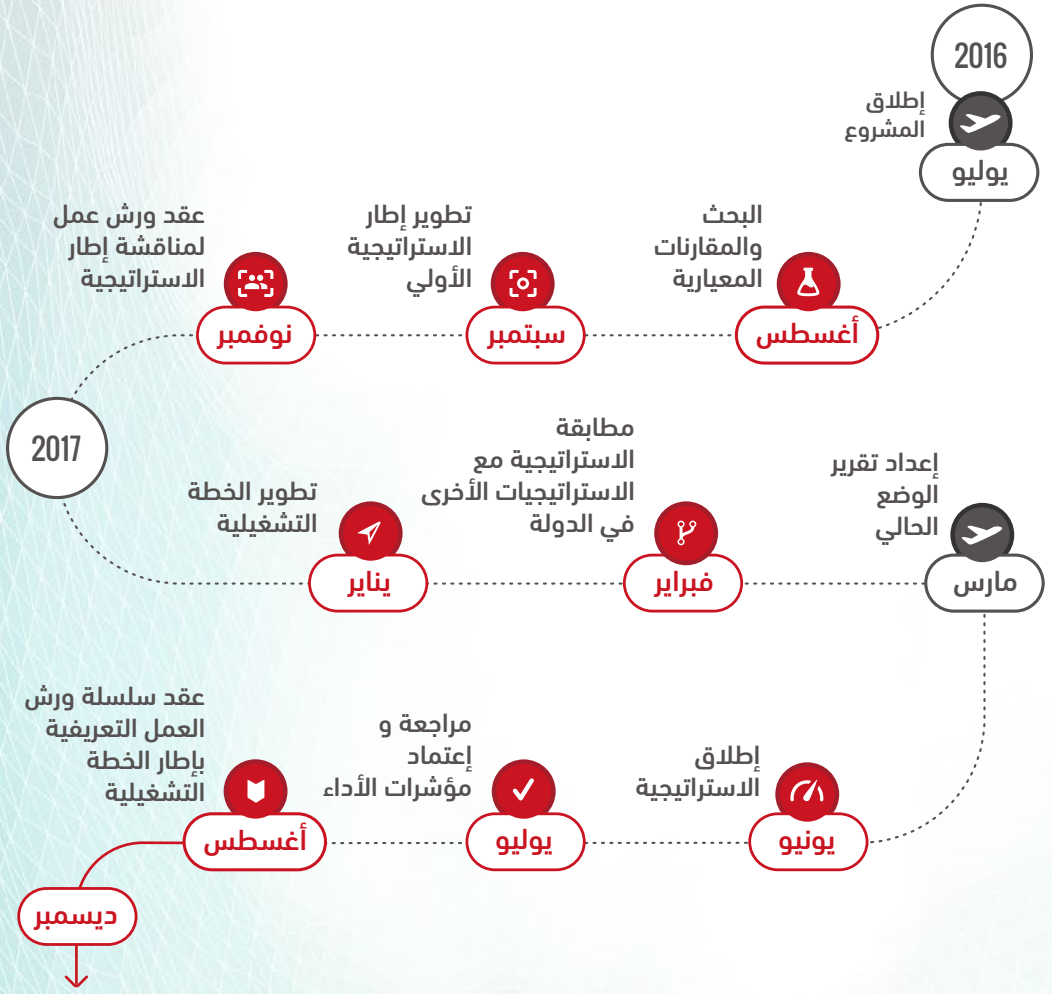 2016
إطلاق
المشروع
يوليو
البحث
والمقارنات
المعيارية
أغسطس
تطوير إطار
الاستراتيجية
الأولي
سبتمبر
عقد ورش عمل
لمناقشة إطار
الاستراتيجية
نوفمبر
2017
تطوير الخطة
التشغيلية
يناير
مطابقة
الاستراتيجية مع
الاستراتيجيات الأخرى
في الدولة
فبراير
إعداد تقرير
الوضع
الحالي
مارس
إطلاق
الاستراتيجية
يونيو
مراجعة و
إعتماد
مؤشرات الأداء
يوليو
عقد سلسلة ورش
العمل التعريفية
بإطار الخطة
التشغيلية
أغسطس
ديسمبر